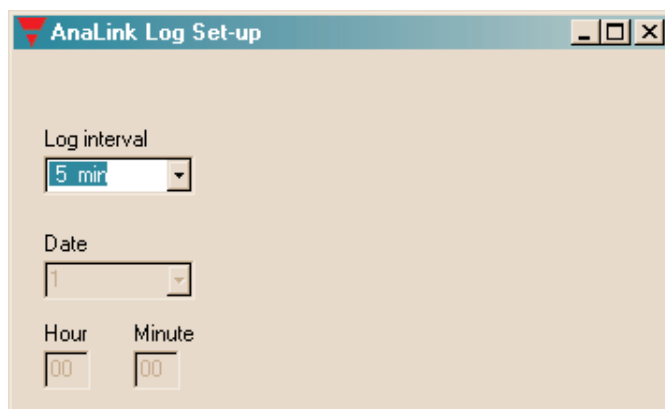 AnaLink Log Set-up
Log interval
5 min
Date
1
Hour Minute
00 00